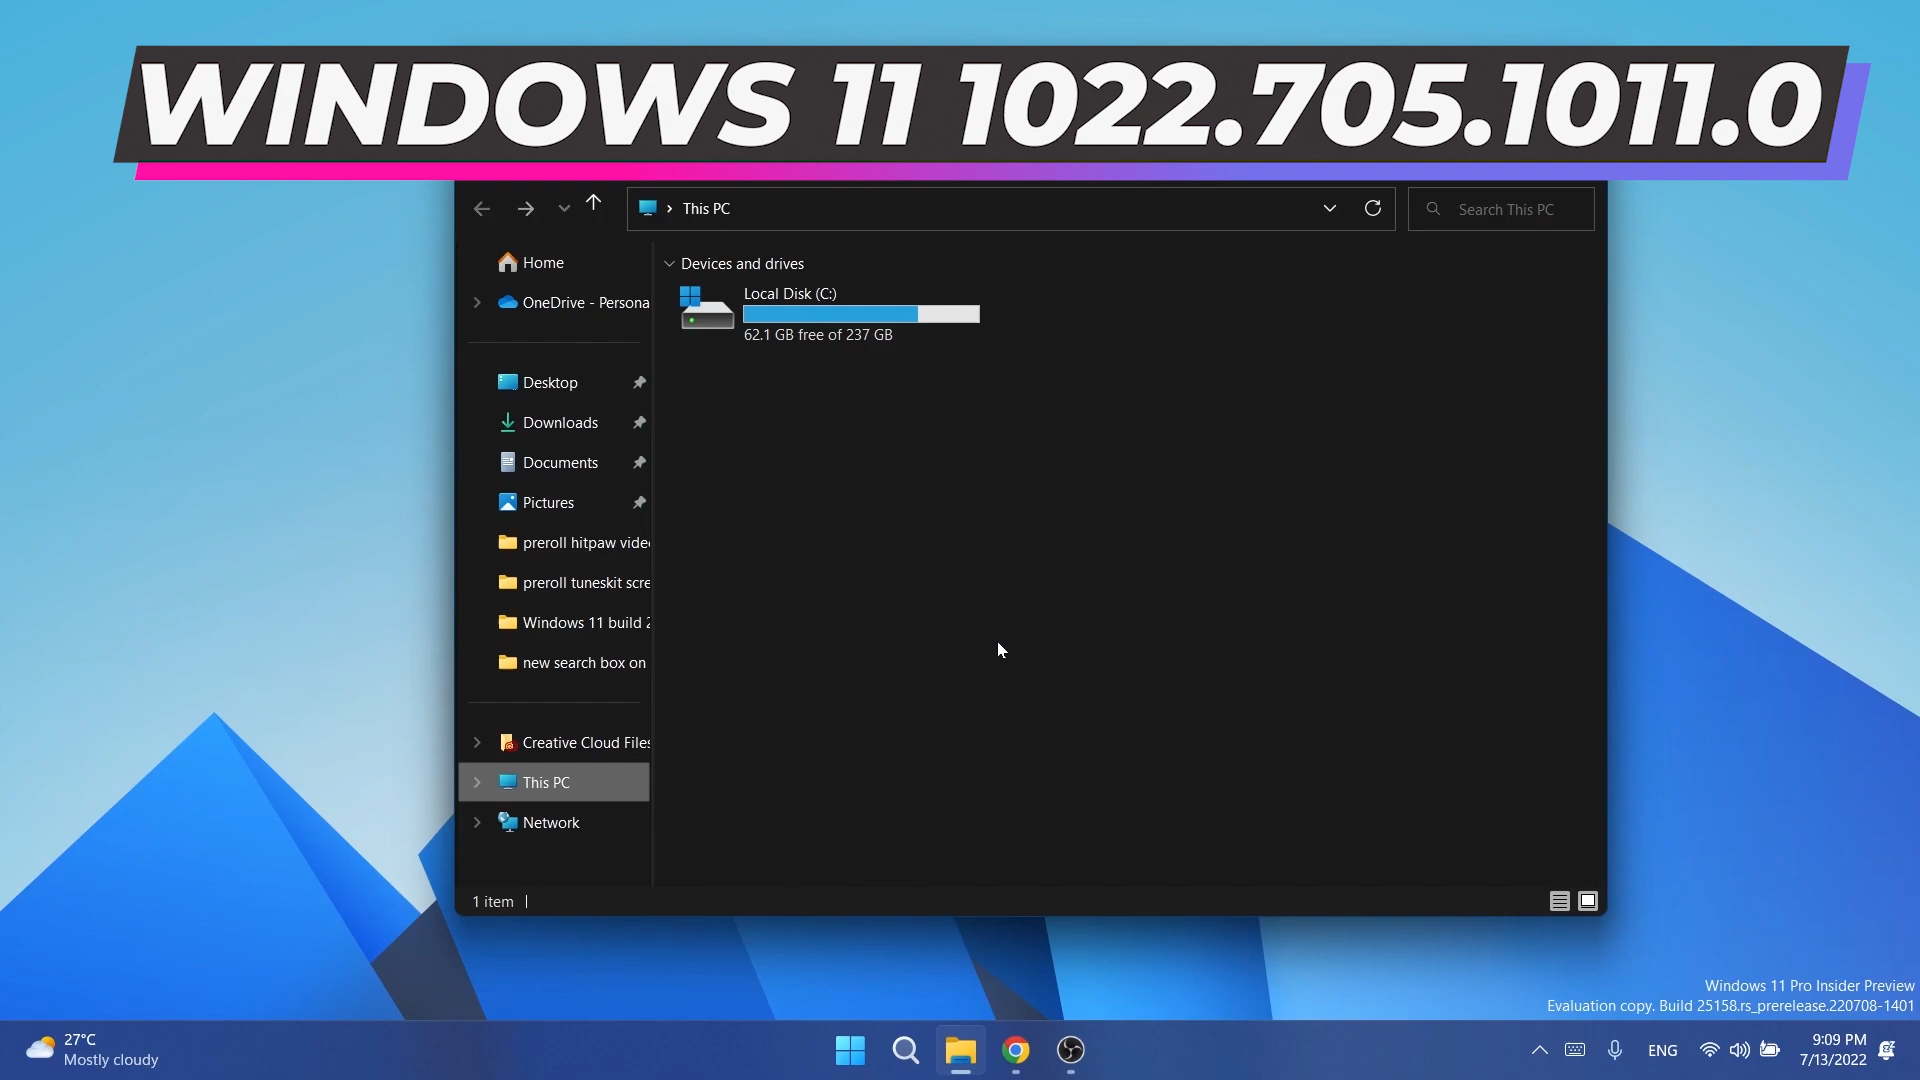 WINDOWS 11 1022.705.1011.0
This PC
Search This PC
Home
OneDrive - Persona
Desktop
Downloads
Documents
Pictures
preroll hitpaw vide
preroll tuneskit scre
Windows 11 build 2
new search box on
Creative Cloud Files
This PC
Network
Devices and drives
Local Disk (C:)
62.1 GB free of 237 GB
1 item
Windows 11 Pro Insider Preview
Evaluation copy. Build 25158.rs_prerelease.220708-1401
27°C
Mostly cloudy
ENG
9:09 PM
7/13/2022